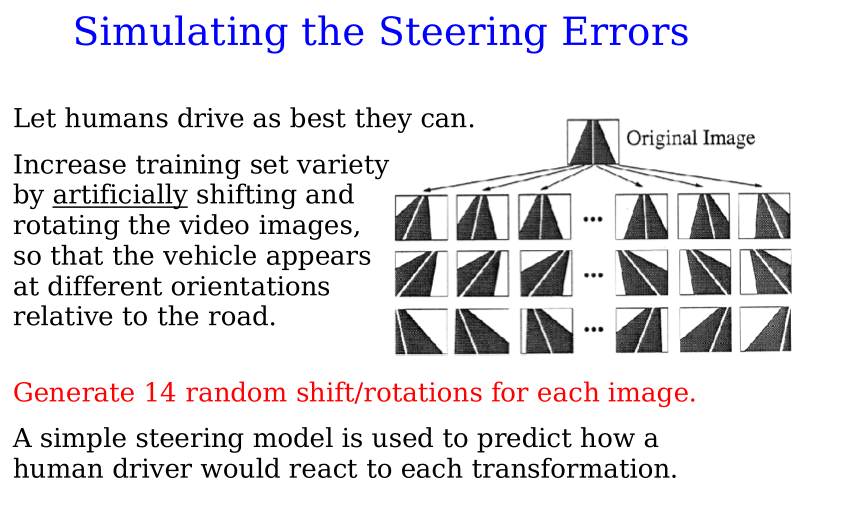 Simulating the Steering Errors
Let humans drive as best they can.
Original Image
Increase training set variety
by artificially shifting and
rotating the video images,
so that the vehicle appears
at different orientations
relative to the road.
Generate 14 random shift/rotations for each image.
A simple steering model is used to predict how a
human driver would react to each transformation.